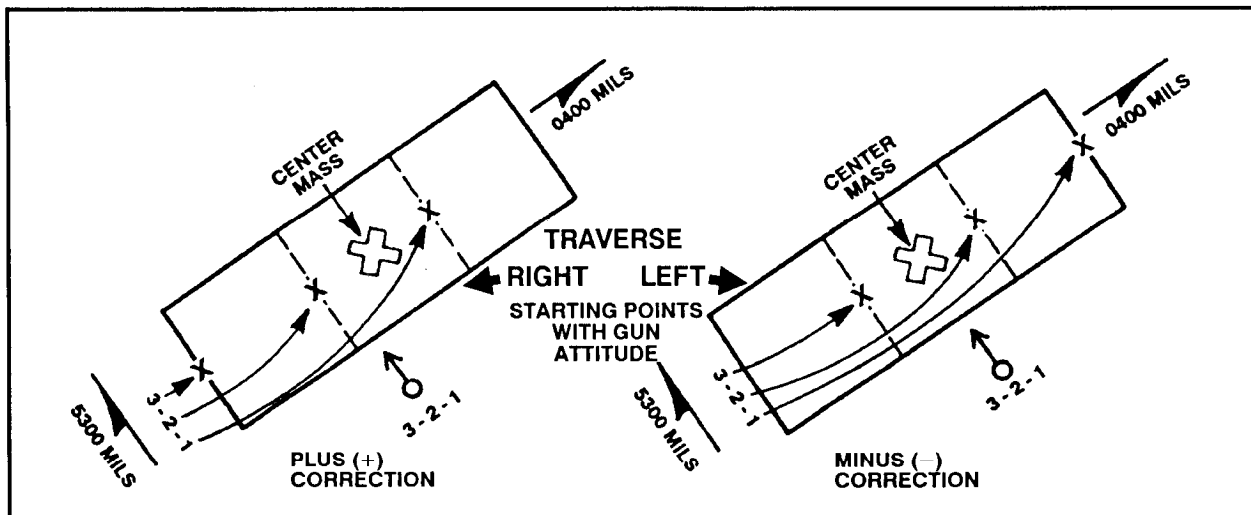 0400 MILS
CENTER
MASS
5300 MILS
3-2-1
3-2-1
PLUS (+)
CORRECTION
TRAVERSE
RIGHT LEFT
STARTING POINTS
WITH GUN
ATTITUDE
0400 MILS
CENTER
MASS
5300 MILS
3-2-1
3-2-1
MINUS (—)
CORRECTION